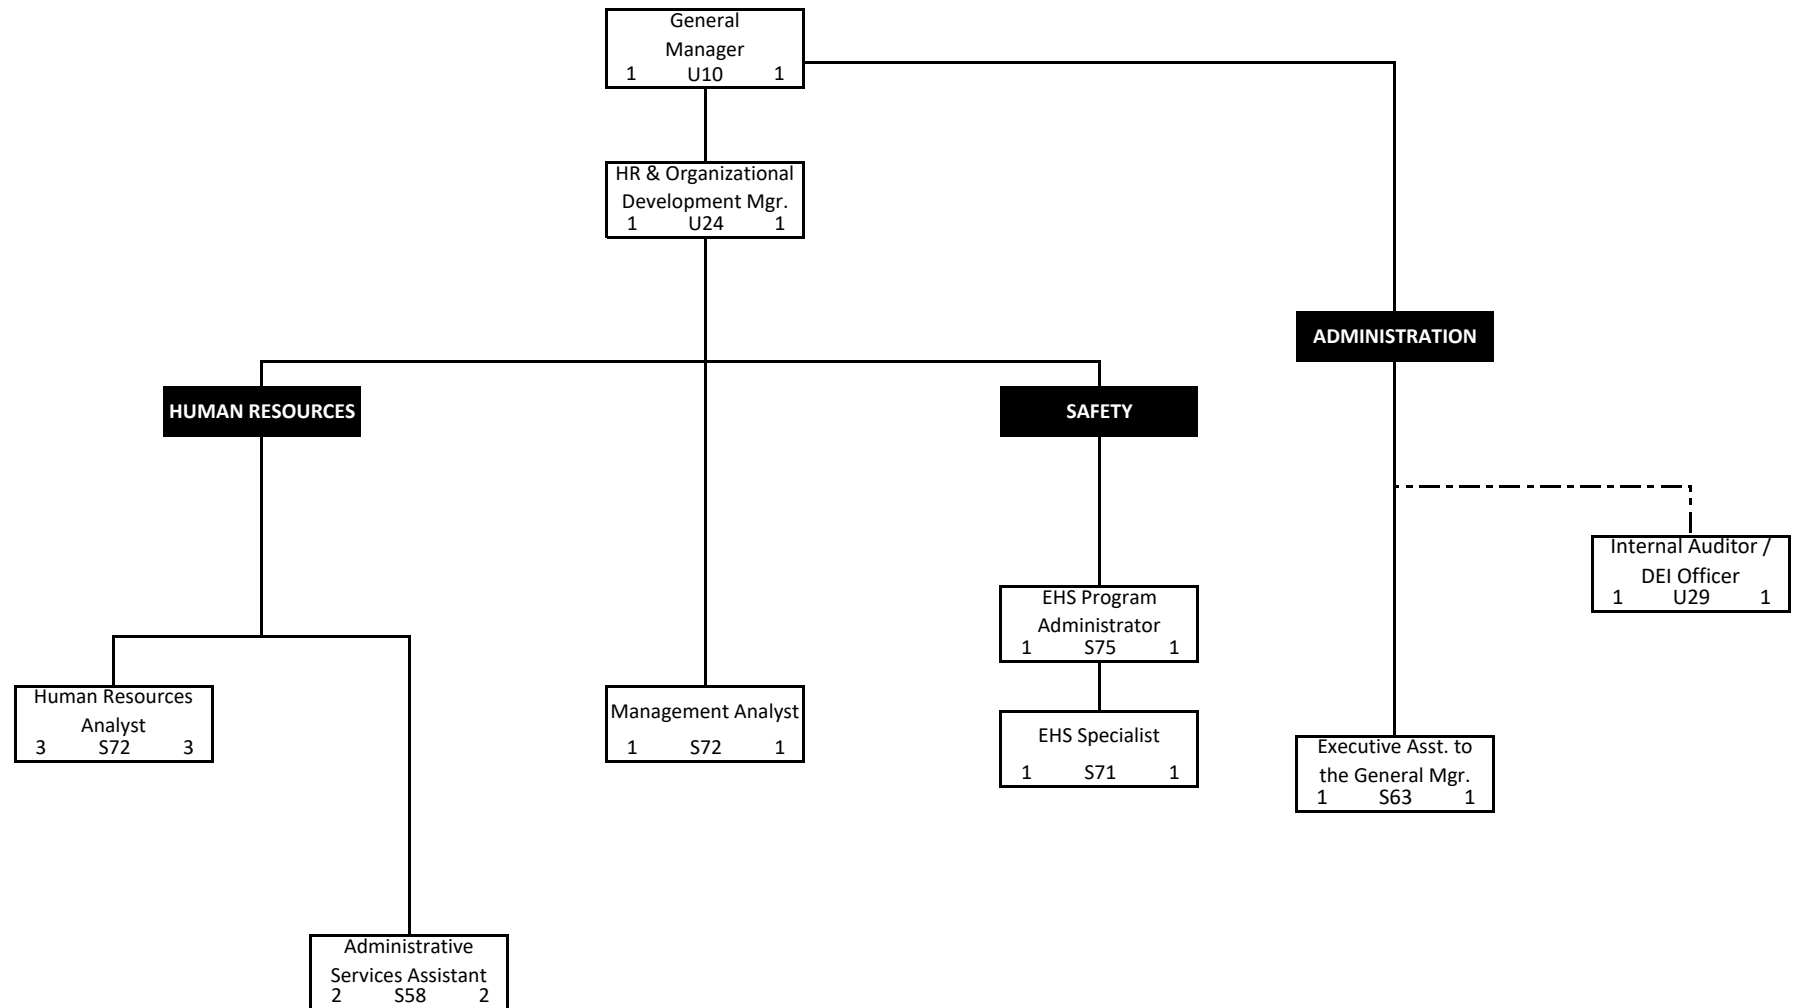 General
Manager
1 U10 1
HR & Organizational
Development Mgr.
1 U24 1
ADMINISTRATION
HUMAN RESOURCES
SAFETY
Internal Auditor /
DEI Officer
1 U29 1
EHS Program
Administrator
1 S75 1
Human Resources
Analyst
3 S72 3
Management Analyst
1 S72 1
EHS Specialist
1 S71 1
Executive Asst. to
the General Mgr.
1 S63 1
Administrative
Services Assistant
2 S58 2